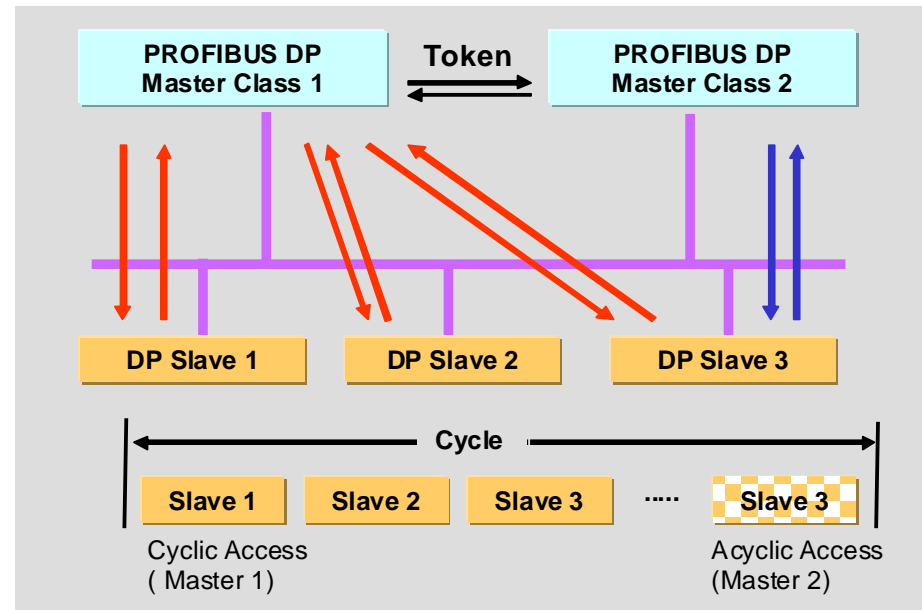 PROFIBUS DP
Master Class 1
Token
PROFIBUS DP
Master Class 2
DP Slave 1
DP Slave 2
DP Slave 3
Cycle
Slave 1
Slave 2
Slave 3
.....
Slave 3
Cyclic Access
( Master 1)
Acyclic Access
(Master 2)